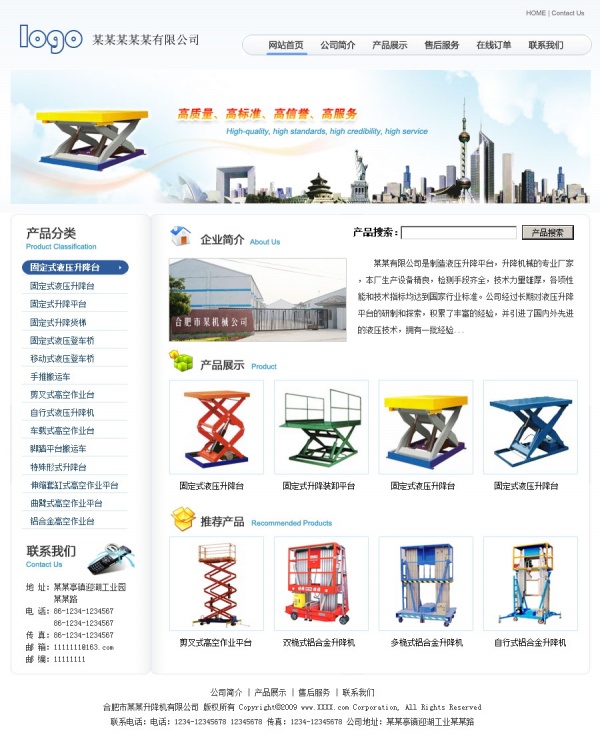 HOME | Contact Us
logo 某某某某某有限公司
网站首页 公司简介 产品展示 售后服务 在线订单 联系我们
高质量、高标准、高信誉、高服务
High-quality, high standards, high credibility, high service
产品分类
Product Classification
固定式液压升降台
固定式液压升降台
固定式升降平台
固定式升降货梯
固定式液压登车桥
移动式液压登车桥
手推搬运车
剪叉式高空作业台
自行式液压升降机
车载式高空作业台
脚踏平台搬运车
特殊形式升降台
伸缩套缸式高空作业平台
曲臂式高空作业平台
铝合金高空作业台
联系我们
Contact Us
地 址：某某亭镇迎湖工业园
某某路
电 话：86-1234-1234567
86-1234-1234567
传 真：86-1234-1234567
邮 箱：1111111@163.com
邮 编：11111111
企业简介 About Us
产品搜索：
产品搜索
合肥市某机械公司
某某有限公司是制造液压升降平台，升降机械的专业厂家
，本厂生产设备精良，检测手段齐全，技术力量雄厚，各项性
能和技术指标均达到国家行业标准。公司经过长期对液压升降
平台的研制和探索，积累了丰富的经验，并引进了国内外先进
的液压技术，拥有一批经验...
产品展示 Product
固定式液压升降台 固定式升降装卸平台 固定式液压升降台 固定式液压升降台
推荐产品 Recommended Products
剪叉式高空作业平台 双桅式铝合金升降机 多桅式铝合金升降机 自行式铝合金升降机
公司简介 | 产品展示 | 售后服务 | 联系我们
合肥市某某升降机有限公司 版权所有 Copyright©2009 www.XXXX.com Corporation, All Rights Reserved
联系电话：电话：1234-12345678 12345678 传真：1234-12345678 公司地址：某某亭镇迎湖工业某某路